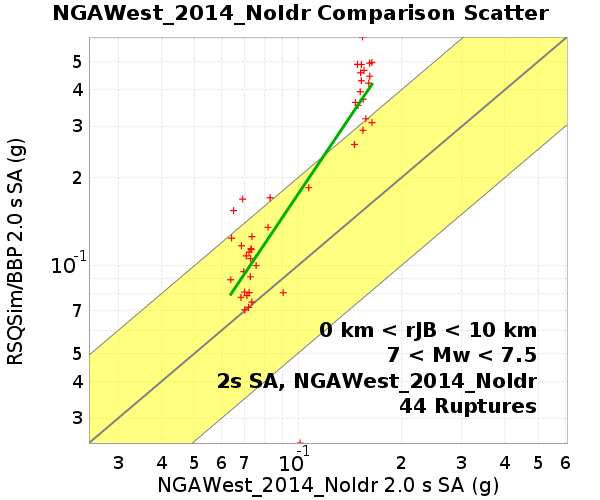 NGAWest_2014_NoIdr Comparison Scatter
RSQSim/BBP 2.0 s SA (g)
5
4
3
2
10-1
7
5
4
3
0 km < rJB < 10 km
7 < Mw < 7.5
2s SA, NGAWest_2014_NoIdr
44 Ruptures
3 4 5 6 7 10-1 2 3 4 5 6
NGAWest_2014_NoIdr 2.0 s SA (g)